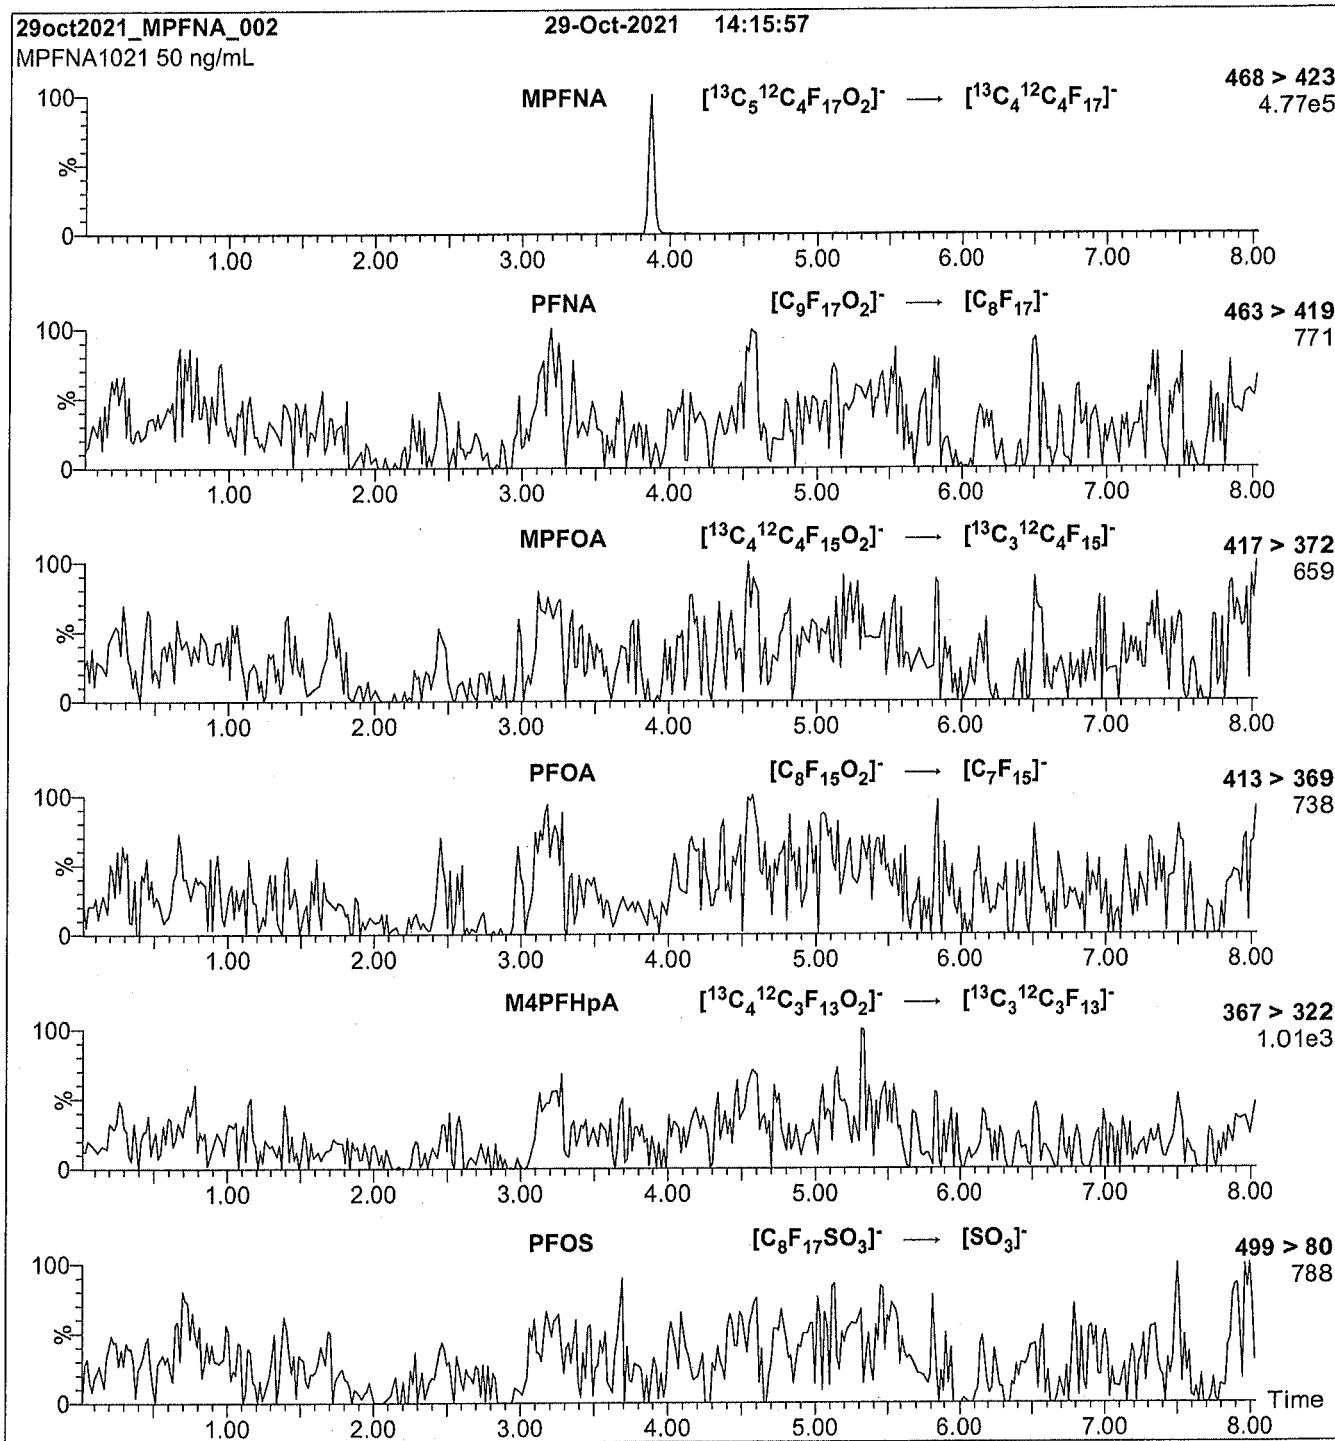 29oct2021_MPFNA_002 29-Oct-2021 14:15:57
MPFNA1021 50 ng/mL
468 > 423
MPFNA [¹³C₅¹²C₄F₁₇O₂]⁻ → [¹³C₄¹²C₄F₁₇]⁻ 4.77e5
100
%
0
1.00 2.00 3.00 4.00 5.00 6.00 7.00 8.00
PFNA [C₉F₁₇O₂]⁻ → [C₈F₁₇]⁻ 463 > 419
771
100
%
0
1.00 2.00 3.00 4.00 5.00 6.00 7.00 8.00
MPFOA [¹³C₄¹²C₄F₁₅O₂]⁻ → [¹³C₃¹²C₄F₁₅]⁻ 417 > 372
659
100
%
0
1.00 2.00 3.00 4.00 5.00 6.00 7.00 8.00
PFOA [C₈F₁₅O₂]⁻ → [C₇F₁₅]⁻ 413 > 369
738
100
%
0
1.00 2.00 3.00 4.00 5.00 6.00 7.00 8.00
M4PFHpA [¹³C₄¹²C₃F₁₃O₂]⁻ → [¹³C₃¹²C₃F₁₃]⁻ 367 > 322
1.01e3
100
%
0
1.00 2.00 3.00 4.00 5.00 6.00 7.00 8.00
PFOS [C₈F₁₇SO₃]⁻ → [SO₃]⁻ 499 > 80
788
100
%
0 Time
1.00 2.00 3.00 4.00 5.00 6.00 7.00 8.00